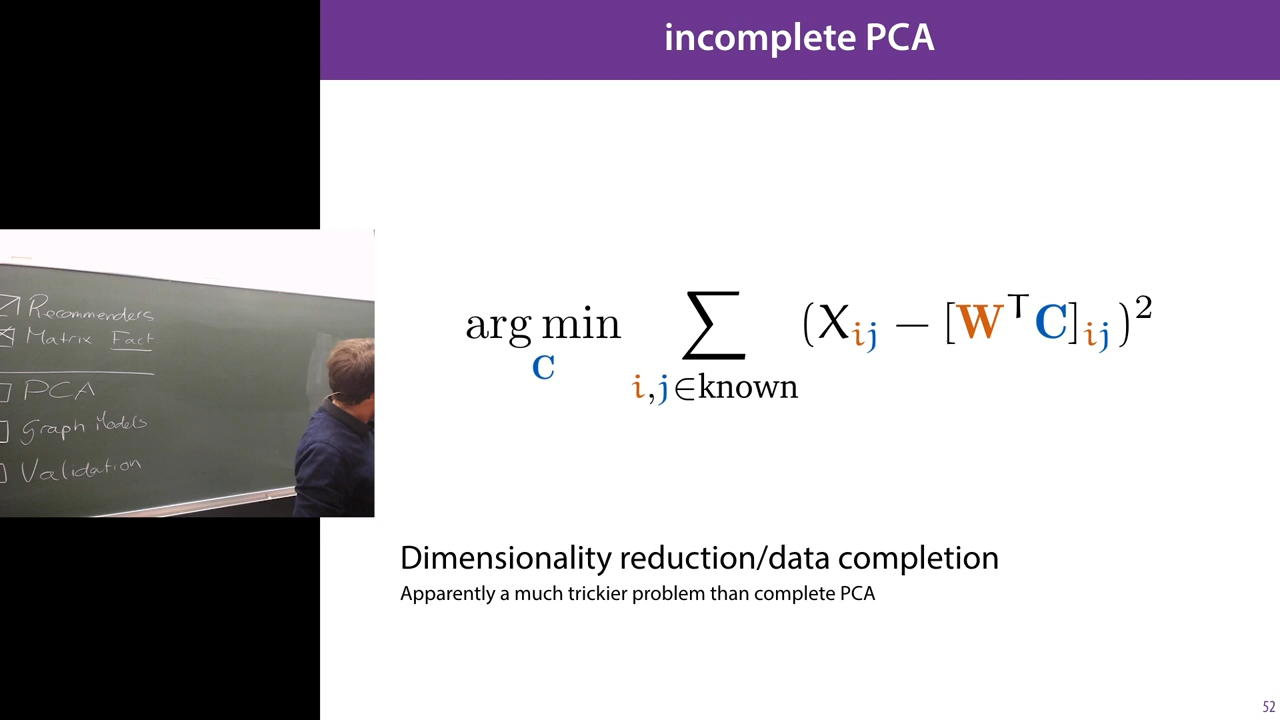 incomplete PCA
Recommenders
Matrix Fact
PCA
Graph Models
Validation
arg min
C
∑
i,j∈known
(X_ij − [W^T C]_ij)^2
Dimensionality reduction/data completion
Apparently a much trickier problem than complete PCA
52